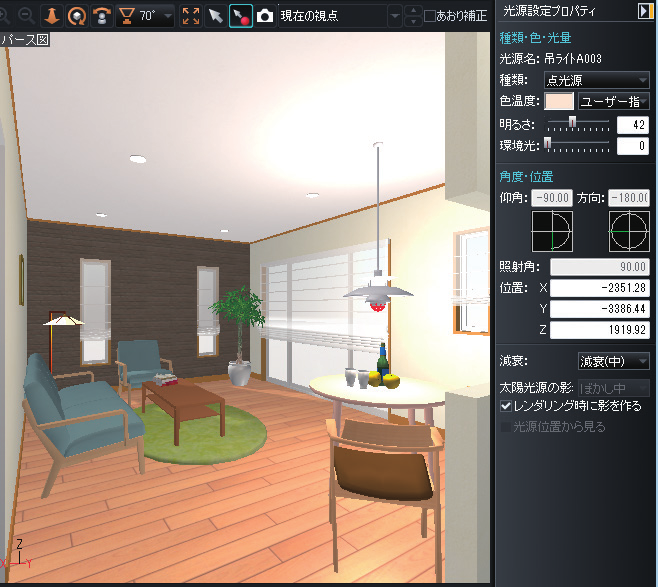 70°
現在の視点
あおり補正
パース図
Z
X
Y
光源設定プロパティ
種類・色・光量
光源名: 吊ライトA003
種類: 点光源
色温度: ユーザー指
明るさ: 42
環境光: 0
角度・位置
仰角: -90.00 方向: -180.00
照射角: 90.00
位置: X -2351.28
Y -3386.44
Z 1919.92
減衰: 減衰(中)
太陽光源の影: ぼかし中
レンダリング時に影を作る
光源位置から見る